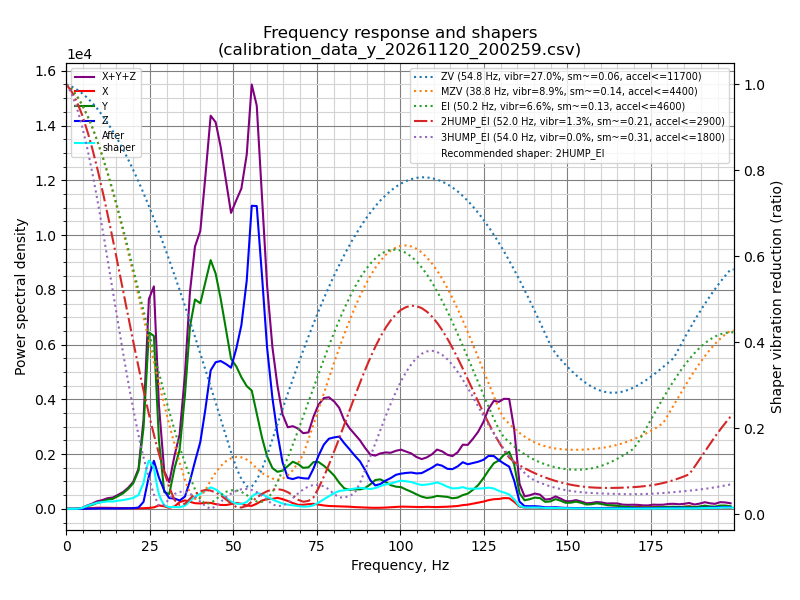 Frequency response and shapers
(calibration_data_y_20261120_200259.csv)
1e4
X+Y+Z
X
Y
Z
After
shaper
ZV (54.8 Hz, vibr=27.0%, sm~=0.06, accel<=11700)
MZV (38.8 Hz, vibr=8.9%, sm~=0.14, accel<=4400)
EI (50.2 Hz, vibr=6.6%, sm~=0.13, accel<=4600)
2HUMP_EI (52.0 Hz, vibr=1.3%, sm~=0.21, accel<=2900)
3HUMP_EI (54.0 Hz, vibr=0.0%, sm~=0.31, accel<=1800)
Recommended shaper: 2HUMP_EI
Power spectral density
1.6
1.4
1.2
1.0
0.8
0.6
0.4
0.2
0.0
1.0
0.8
0.6
0.4
0.2
0.0
Shaper vibration reduction (ratio)
0 25 50 75 100 125 150 175
Frequency, Hz